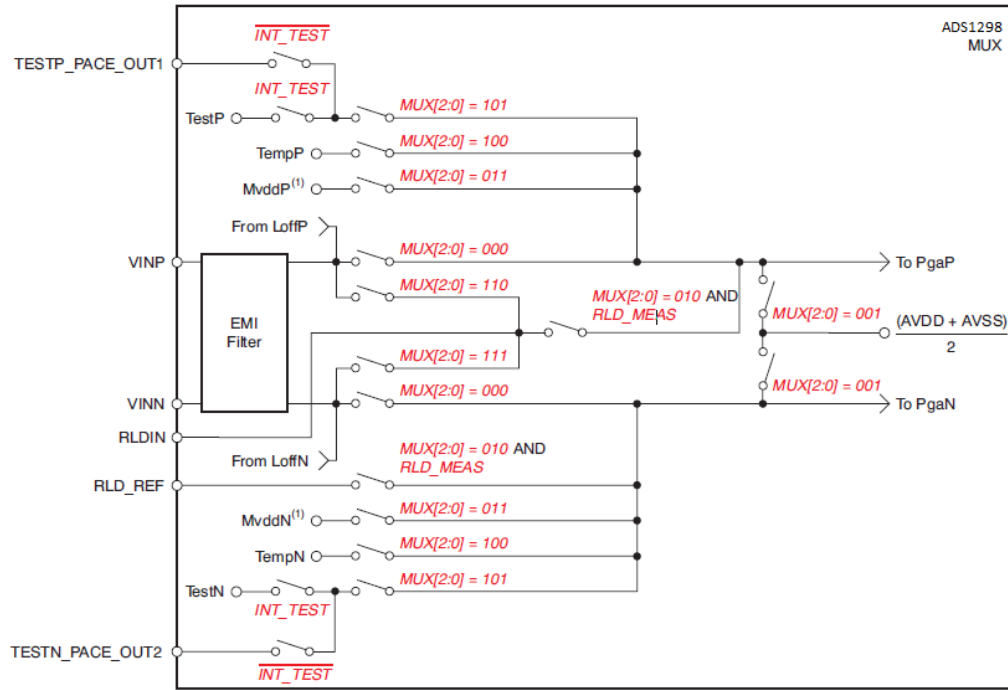 ADS1298
MUX
INT_TEST
TESTP_PACE_OUT1
INT_TEST
TestP
MUX[2:0] = 101
TempP
MUX[2:0] = 100
MvddP(1)
MUX[2:0] = 011
From LoffP
MUX[2:0] = 000
VINP
To PgaP
MUX[2:0] = 110
MUX[2:0] = 010 AND
RLD_MEAS
EMI
Filter
MUX[2:0] = 001
(AVDD + AVSS)
2
MUX[2:0] = 111
MUX[2:0] = 001
VINN
MUX[2:0] = 000
To PgaN
RLDIN
From LoffN
MUX[2:0] = 010 AND
RLD_MEAS
RLD_REF
MvddN(1)
MUX[2:0] = 011
TempN
MUX[2:0] = 100
TestN
MUX[2:0] = 101
INT_TEST
TESTN_PACE_OUT2
INT_TEST